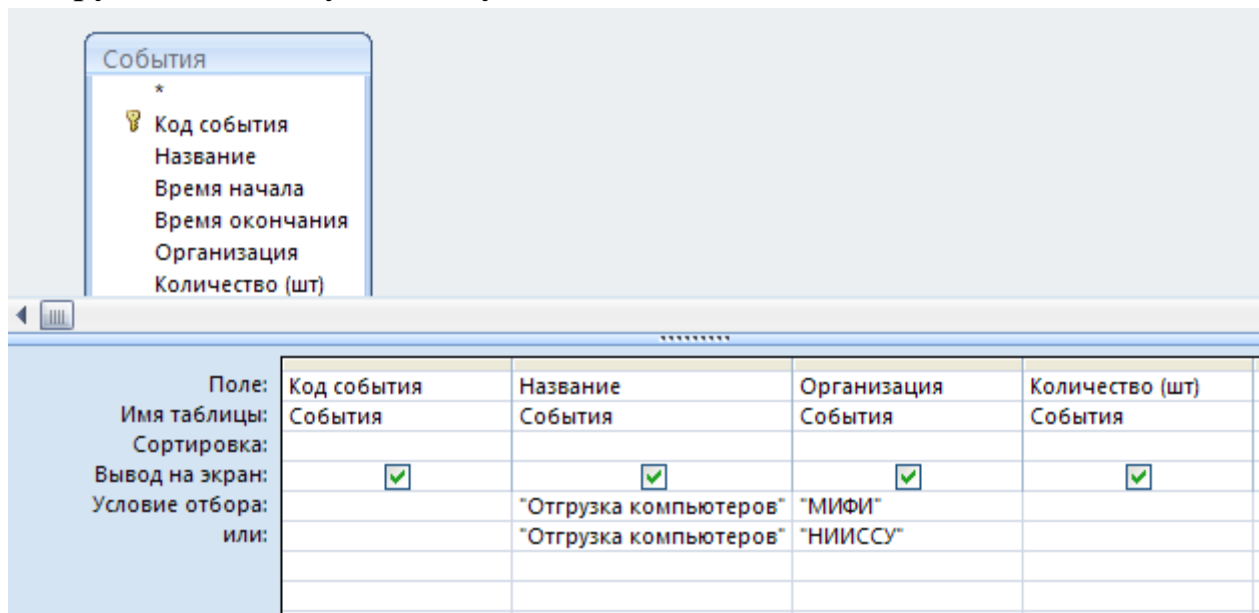 События
*
Код события
Название
Время начала
Время окончания
Организация
Количество (шт)
Поле: Код события Название Организация Количество (шт)
Имя таблицы: События События События События
Сортировка:
Вывод на экран:
Условие отбора: "Отгрузка компьютеров" "МИФИ"
или: "Отгрузка компьютеров" "НИИССУ"